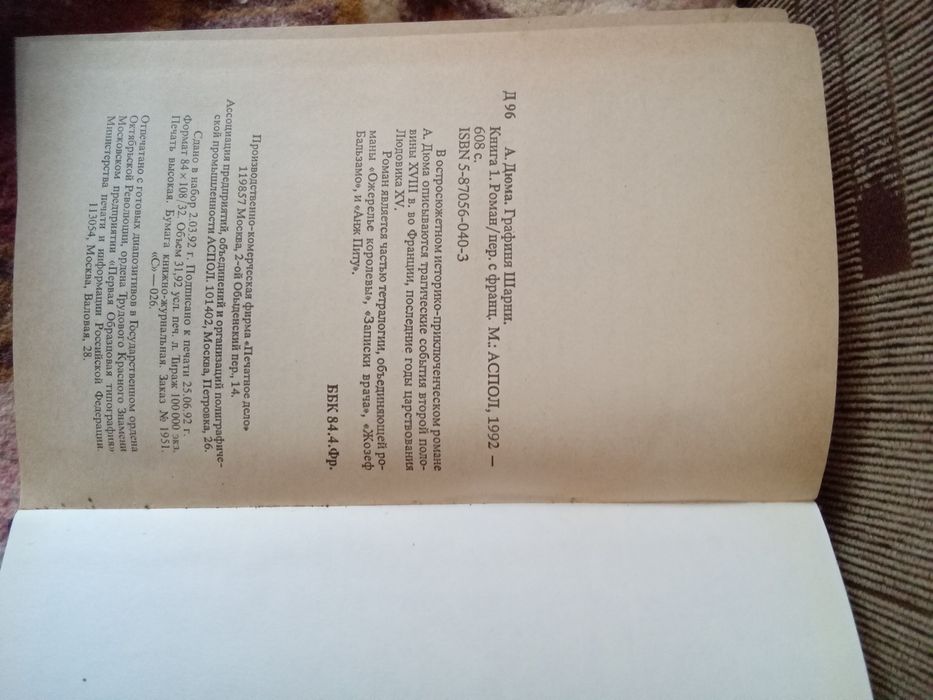 Д 96
А. Дюма. Графиня Шарни.
Книга 1. Роман/пер. с франц. М.: АСПОЛ, 1992 —
608 с.
ISBN 5-87056-040-3
В остросюжетном историко-приключенческом романе
А. Дюма описываются трагические события второй поло-
вины XVIII в. во Франции, последние годы царствования
Людовика XV.
Роман является частью тетралогии, объединяющей ро-
маны «Ожерелье королевы», «Записки врача», «Жозеф
Бальзамо», и «Анж Питу».
ББК 84.4.Фр.
Производственно-комерческая фирма «Печатное дело»
119857 Москва, 2-ой Обыденский пер., 14.
Ассоциация предприятий, объединений и организаций полиграфиче-
ской промышленности АСПОЛ. 101402, Москва, Петровка, 26.
Сдано в набор 2.03.92 г. Подписано к печати 25.06.92 г.
Формат 84 × 108/32. Объем 31,92 усл. печ. л. Тираж 100 000 экз.
Печать высокая. Бумага книжно-журнальная. Заказ № 1951.
«С» — 026.
Отпечатано с готовых диапозитивов в Государственном ордена
Октябрьской Революции, ордена Трудового Красного Знамени
Московском предприятии «Первая Образцовая типография»
Министерства печати и информации Российской Федерации.
113054, Москва, Валовая, 28.